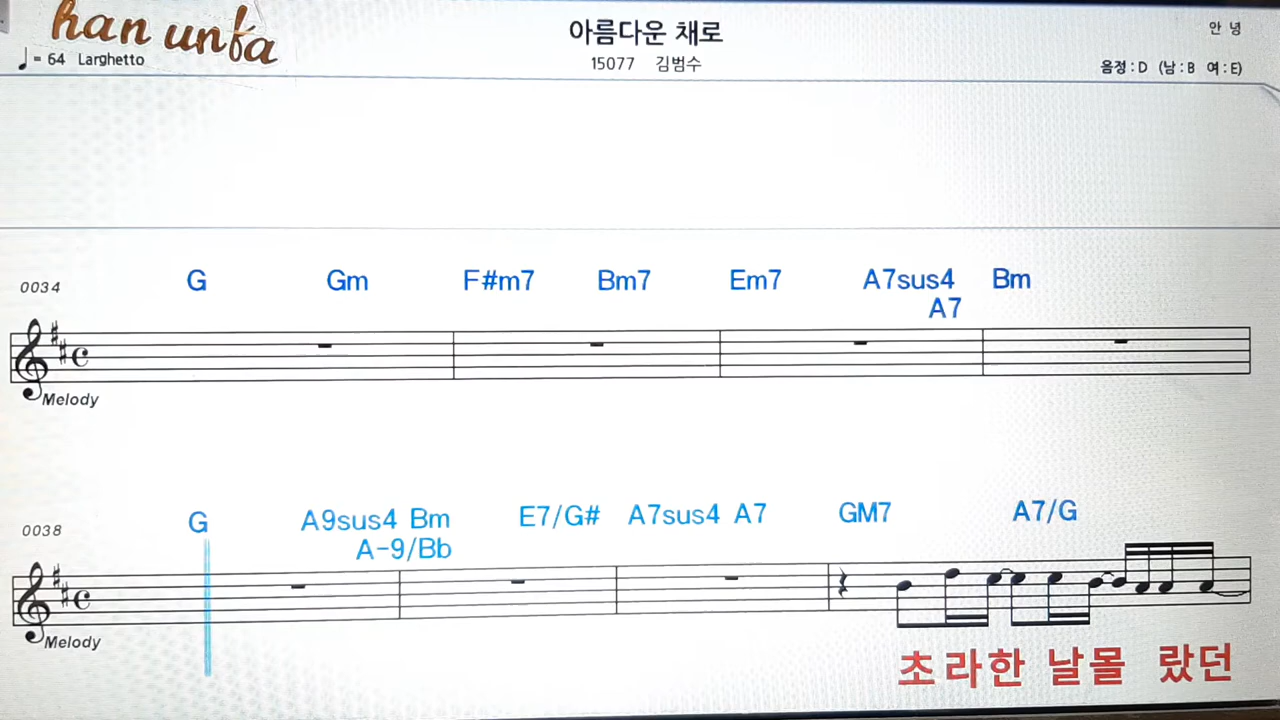 han unfa
아름다운 채로
안 녕
♩= 64 Larghetto
15077 김범수
음정 : D (남 : B 여 : E)
G Gm F#m7 Bm7 Em7 A7sus4 Bm
A7
0034
Melody
G A9sus4 Bm E7/G# A7sus4 A7 GM7 A7/G
A-9/Bb
0038
Melody
초 라한 날몰 랐던